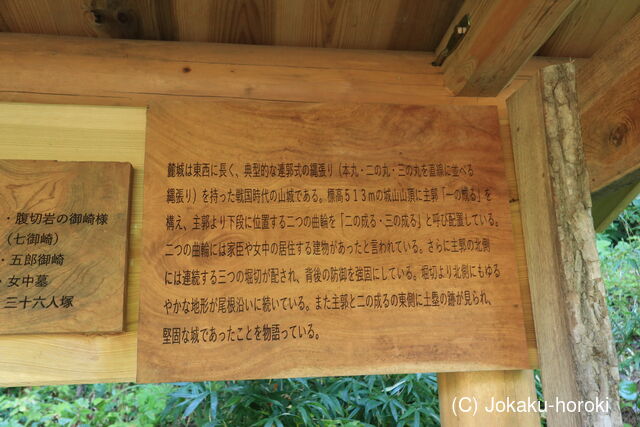 ・腹切岩の御崎様
（七御崎）
・五郎御崎
・女中墓
三十六人塚
麓城は東西に長く、典型的な連郭式の縄張り（本丸・二の丸・三の丸を直線に並べる
縄張り）を持った戦国時代の山城である。標高５１３ｍの城山山頂に主郭「一の成る」を
構え、主郭より下段に位置する二つの曲輪を「二の成る・三の成る」と呼び配置している。
二つの曲輪には家臣や女中の居住する建物があったと言われている。さらに主郭の北側
には連続する三つの堀切が配され、背後の防御を強固にしている。堀切より北側にもゆる
やかな地形が尾根沿いに続いている。また主郭と二の成るの東側に土塁の跡が見られ、
堅固な城であったことを物語っている。
(C) Jokaku-horoki